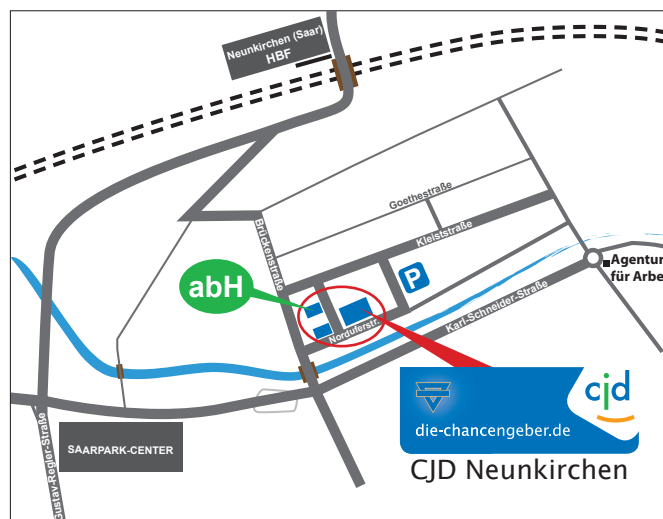 Neunkirchen (Saar)
HBF
Goethestraße
Kleiststraße
Brückenstraße
abH
P
Norduferstr.
Karl-Schneider-Straße
Agentur
für Arbe
cjd
die-chancengeber.de
CJD Neunkirchen
SAARPARK-CENTER
Gustav-Regler-Straße